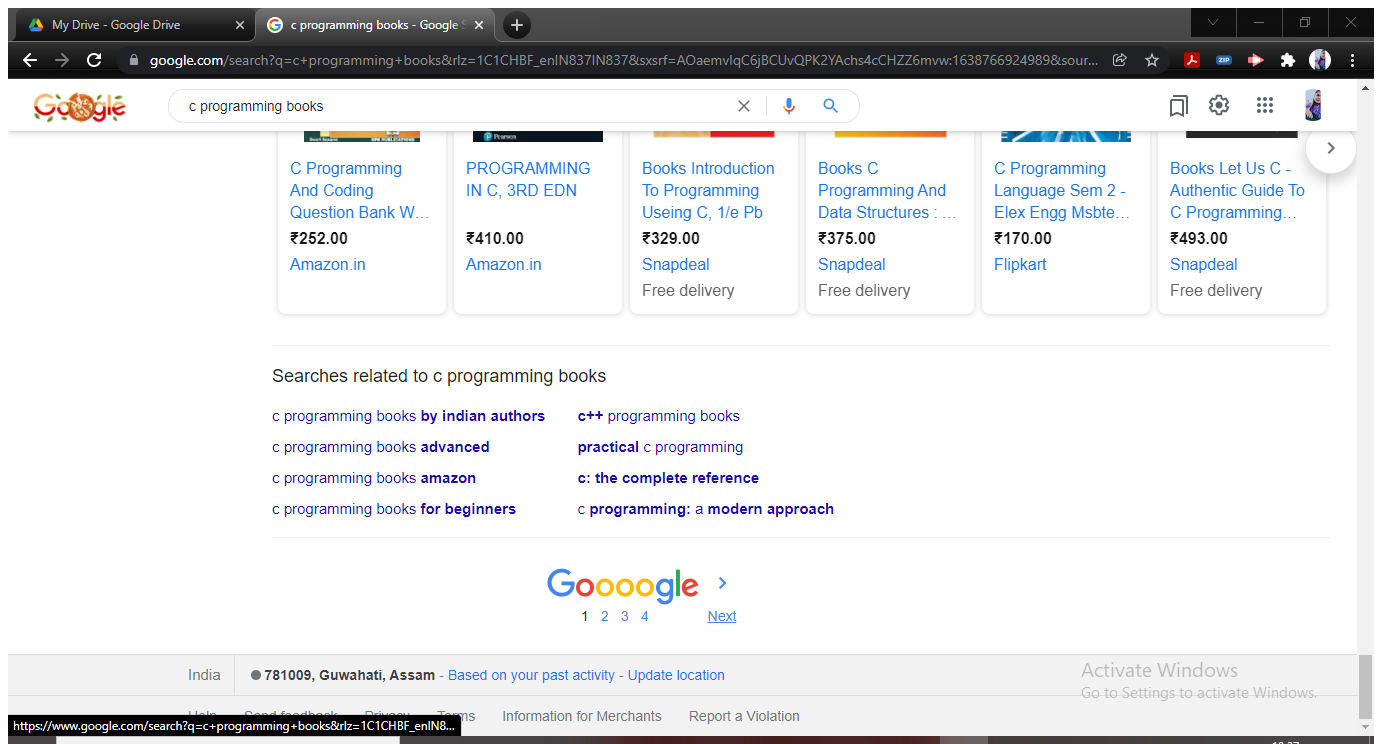 My Drive - Google Drive
c programming books - Google S
google.com/search?q=c+programming+books&rlz=1C1CHBF_enIN837IN837&sxsrf=AOaemvIqC6jBCUvQPK2YAchs4cCHZZ6mvw:1638766924989&sour...
ZIP
Google
c programming books
Pearson
C Programming
And Coding
Question Bank W...
₹252.00
Amazon.in
PROGRAMMING
IN C, 3RD EDN
₹410.00
Amazon.in
Books Introduction
To Programming
Useing C, 1/e Pb
₹329.00
Snapdeal
Free delivery
Books C
Programming And
Data Structures : ...
₹375.00
Snapdeal
Free delivery
C Programming
Language Sem 2 -
Elex Engg Msbte...
₹170.00
Flipkart
Books Let Us C -
Authentic Guide To
C Programming...
₹493.00
Snapdeal
Free delivery
Searches related to c programming books
c programming books by indian authors
c programming books advanced
c programming books amazon
c programming books for beginners
c++ programming books
practical c programming
c: the complete reference
c programming: a modern approach
Goooogle
1 2 3 4 Next
India
781009, Guwahati, Assam - Based on your past activity - Update location
Activate Windows
Go to Settings to activate Windows.
Help Send feedback Privacy Terms Information for Merchants Report a Violation
https://www.google.com/search?q=c+programming+books&rlz=1C1CHBF_enIN8...